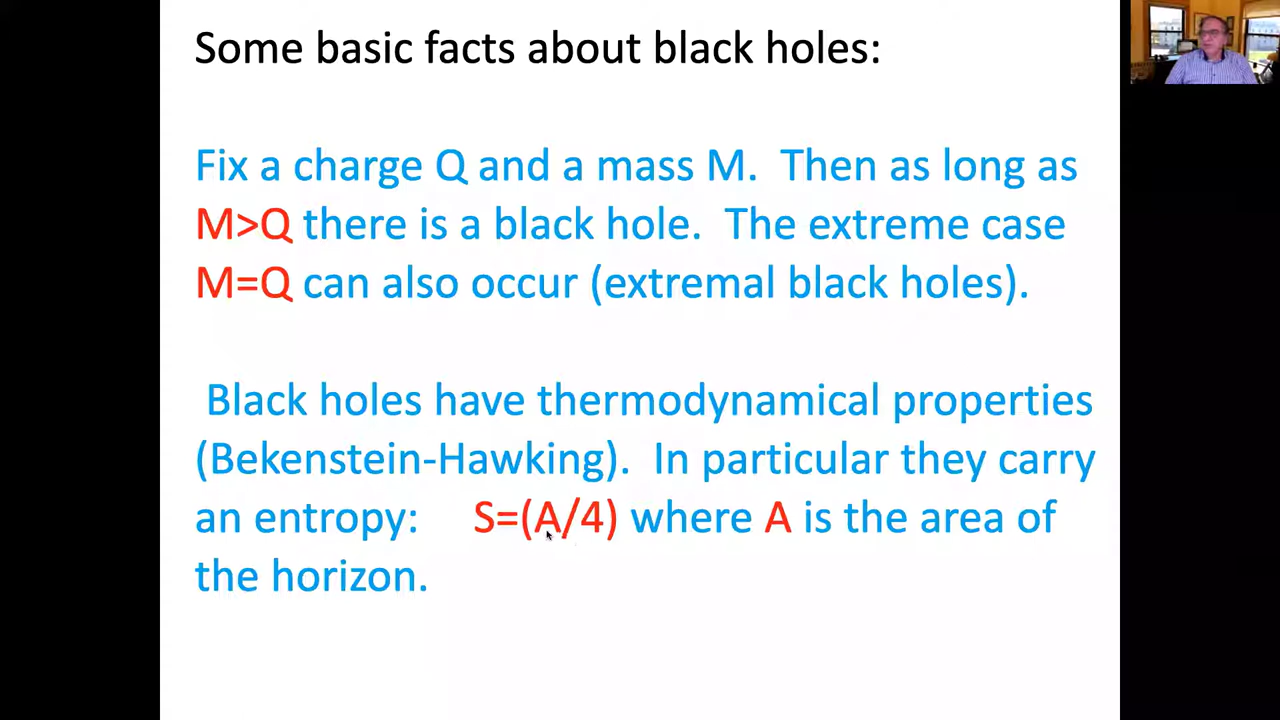 Some basic facts about black holes:
Fix a charge Q and a mass M. Then as long as
M>Q there is a black hole. The extreme case
M=Q can also occur (extremal black holes).
Black holes have thermodynamical properties
(Bekenstein-Hawking). In particular they carry
an entropy: S=(A/4) where A is the area of
the horizon.